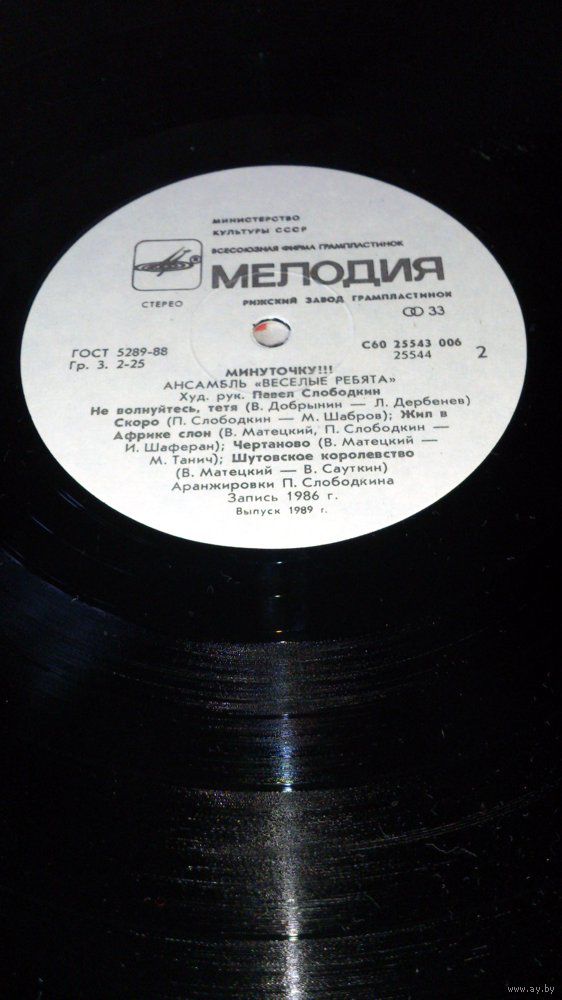 МИНИСТЕРСТВО
КУЛЬТУРЫ СССР
ВСЕСОЮЗНАЯ ФИРМА ГРАМПЛАСТИНОК
МЕЛОДИЯ
СТЕРЕО
РИЖСКИЙ ЗАВОД ГРАМПЛАСТИНОК
33
ГОСТ 5289-88
Гр. 3. 2-25
С60 25543 006
25544
2
МИНУТОЧКУ!!!
АНСАМБЛЬ «ВЕСЕЛЫЕ РЕБЯТА»
Худ. рук. Павел Слободкин
Не волнуйтесь, тетя (В. Добрынин — Л. Дербенев)
Скоро (П. Слободкин — М. Шабров); Жил в
Африке слон (В. Матецкий, П. Слободкин —
И. Шаферан); Чертаново (В. Матецкий —
М. Танич); Шутовское королевство
(В. Матецкий — В. Сауткин)
Аранжировки П. Слободкина
Запись 1986 г.
Выпуск 1989 г.
www.ay.by